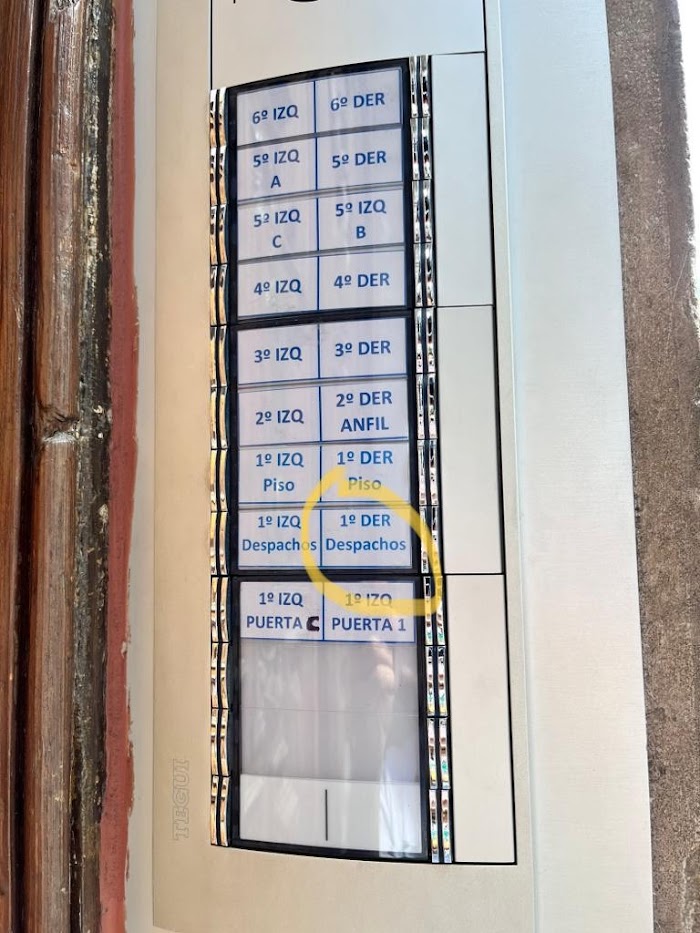 6º IZQ
6º DER
5º IZQ
A
5º DER
5º IZQ
C
5º IZQ
B
4º IZQ
4º DER
3º IZQ
3º DER
2º IZQ
2º DER
ANFIL
1º IZQ
Piso
1º DER
Piso
1º IZQ
Despachos
1º DER
Despachos
1º IZQ
PUERTA C
1º IZQ
PUERTA 1
TEGUI